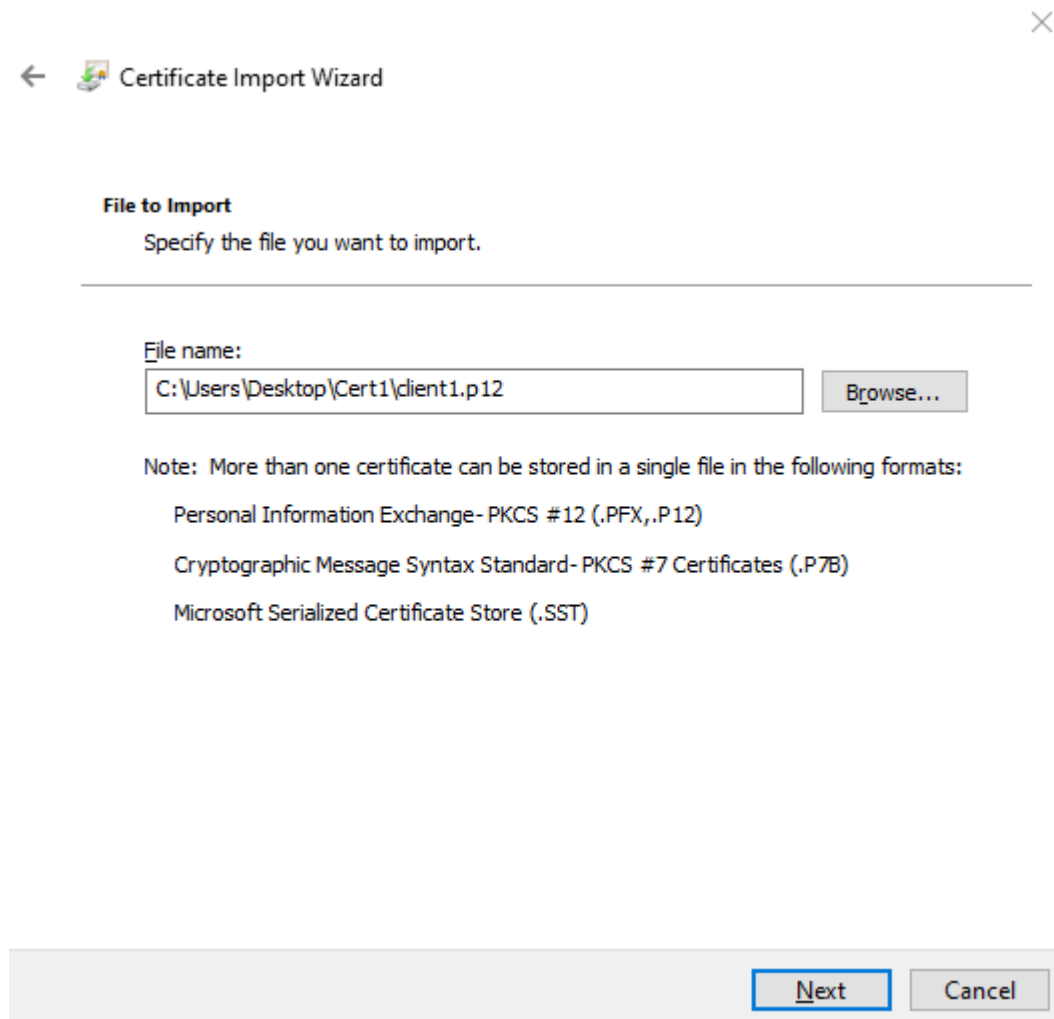 Certificate Import Wizard
File to Import
Specify the file you want to import.
File name:
C:\Users\Desktop\Cert1\client1.p12
Browse...
Note: More than one certificate can be stored in a single file in the following formats:
Personal Information Exchange- PKCS #12 (.PFX,.P12)
Cryptographic Message Syntax Standard- PKCS #7 Certificates (.P7B)
Microsoft Serialized Certificate Store (.SST)
Next
Cancel